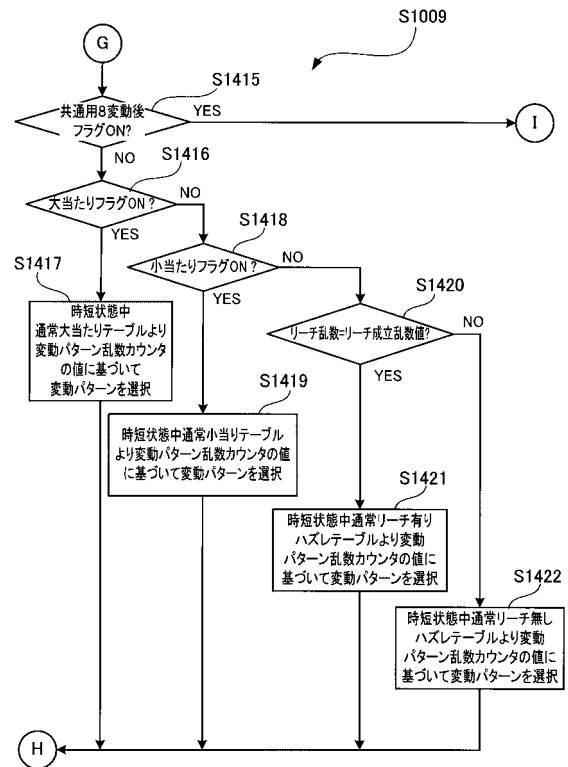 S1009
G
S1415
共通用8変動後
フラグON?
YES
I
NO
S1416
大当たりフラグON?
NO
YES
S1418
小当たりフラグON?
NO
YES
S1417
時短状態中
通常大当たりテーブルより
変動パターン乱数カウンタ
の値に基づいて
変動パターンを選択
S1420
リーチ乱数=リーチ成立乱数値?
NO
YES
S1419
時短状態中通常小当りテーブル
より変動パターン乱数カウンタの値
に基づいて変動パターンを選択
S1421
時短状態中通常リーチ有り
ハズレテーブルより変動
パターン乱数カウンタの値に
基づいて変動パターンを選択
S1422
時短状態中通常リーチ無し
ハズレテーブルより変動
パターン乱数カウンタの値に
基づいて変動パターンを選択
H